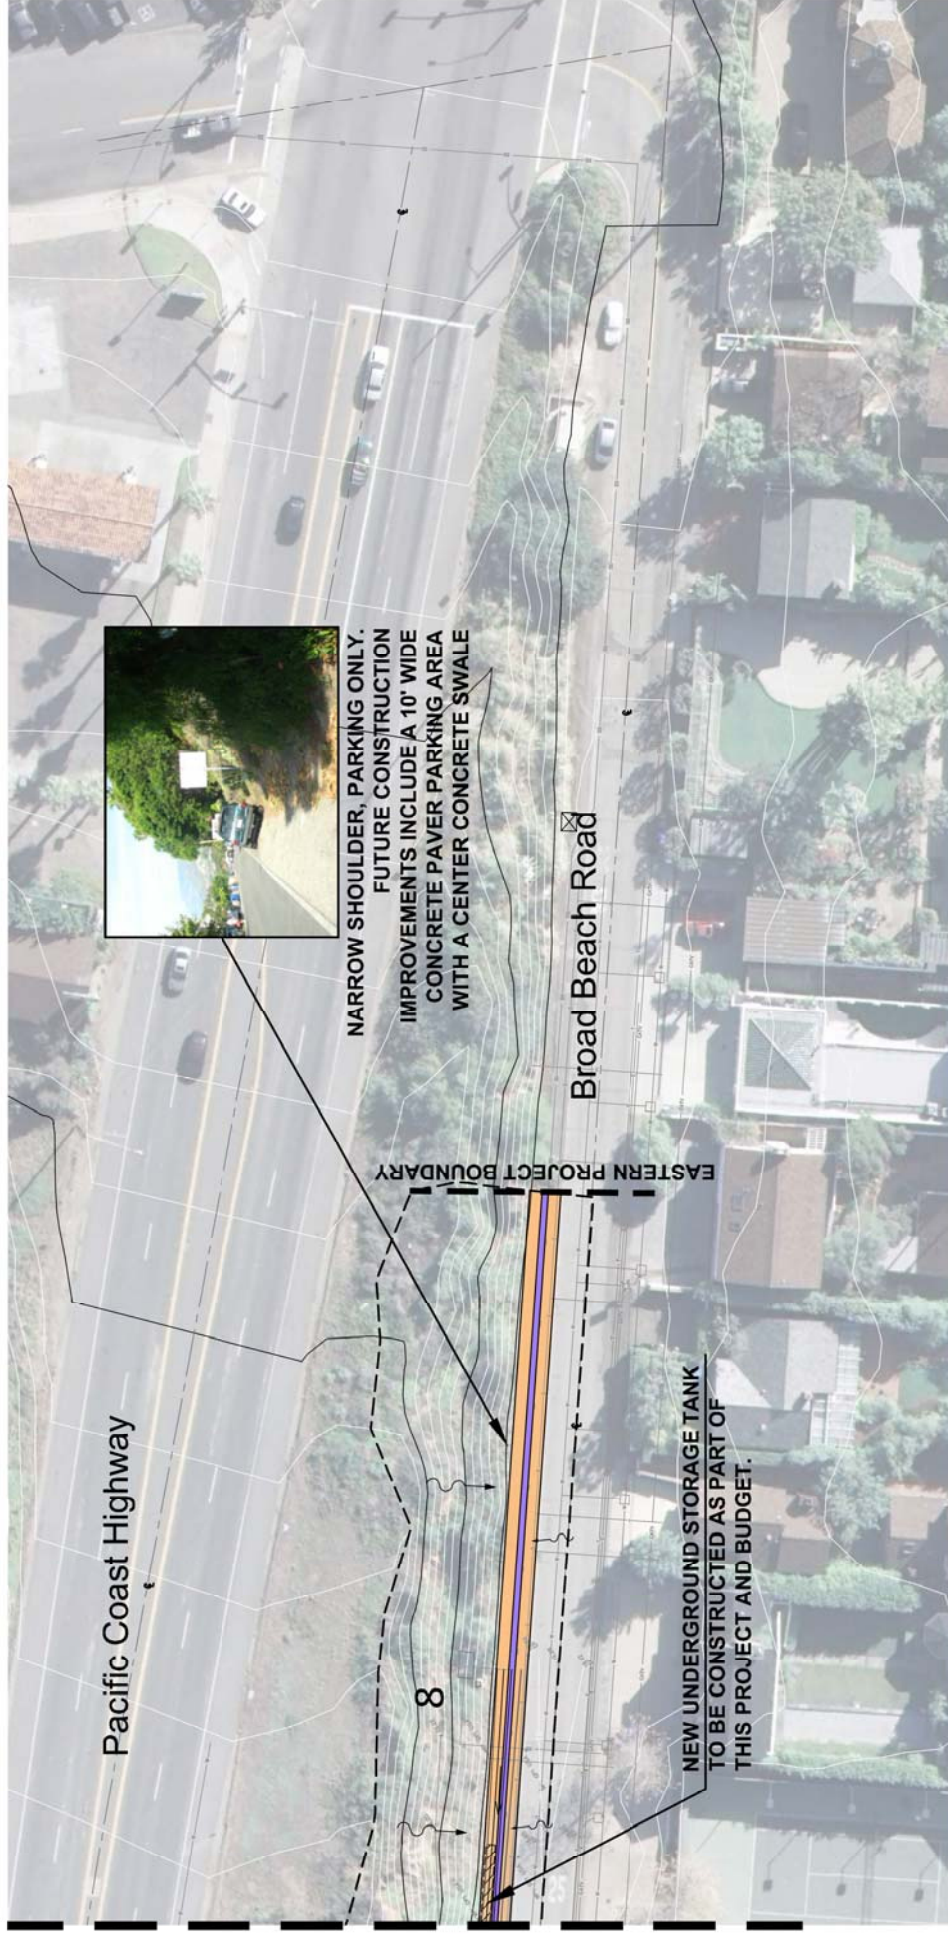 Pacific Coast Highway
NARROW SHOULDER, PARKING ONLY.
FUTURE CONSTRUCTION
IMPROVEMENTS INCLUDE A 10' WIDE
CONCRETE PAVER PARKING AREA
WITH A CENTER CONCRETE SWALE
8
EASTERN PROJECT BOUNDARY
Broad Beach Road
NEW UNDERGROUND STORAGE TANK
TO BE CONSTRUCTED AS PART OF
THIS PROJECT AND BUDGET.